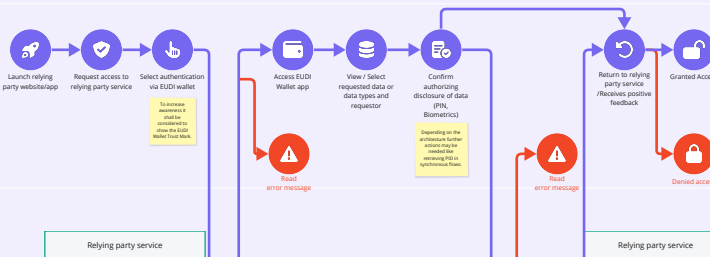 Launch relying
party website/app
Request access to
relying party service
Select authentication
via EUDI wallet
To increase
awareness it
shall be
considered to
show the EUDI
Wallet Trust Mark.
Access EUDI
Wallet app
View / Select
requested data or
data types and
requestor
Confirm
authorizing
disclosure of data
(PIN,
Biometrics)
Depending on the
architecture further
actions may be
needed like
retrieving PID in
synchronous flows.
Return to relying
party service
/Receives positive
feedback
Granted Acce
Read
error message
Read
error message
Denied acce
Relying party service
Relying party service